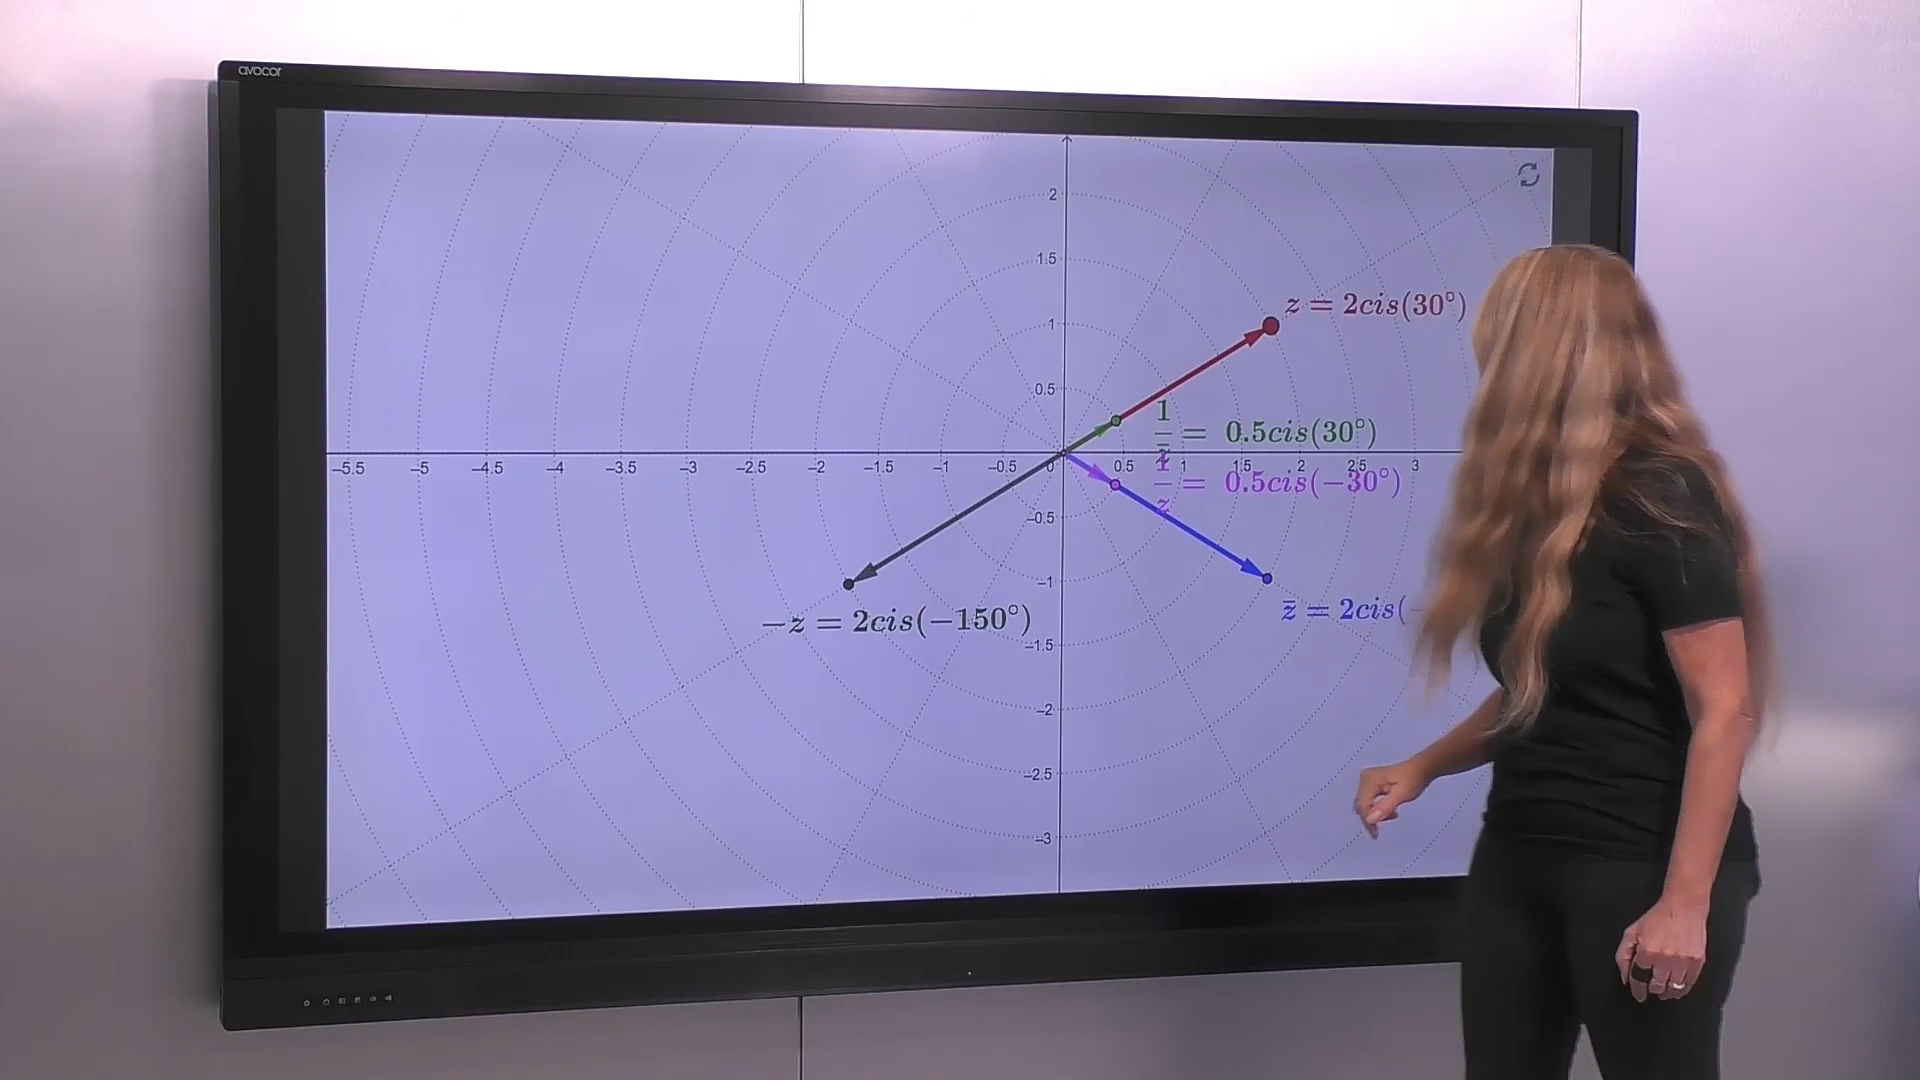 avocor
2
1.5
z = 2cis(30°)
1
0.5
1/z̄ = 0.5cis(30°)
-5.5 -5 -4.5 -4 -3.5 -3 -2.5 -2 -1.5 -1 -0.5 0 0.5 1 1.5 2 2.5 3
1/z = 0.5cis(−30°)
-0.5
-1
z̄ = 2cis(-
−z = 2cis(−150°)
-1.5
-2
-2.5
-3